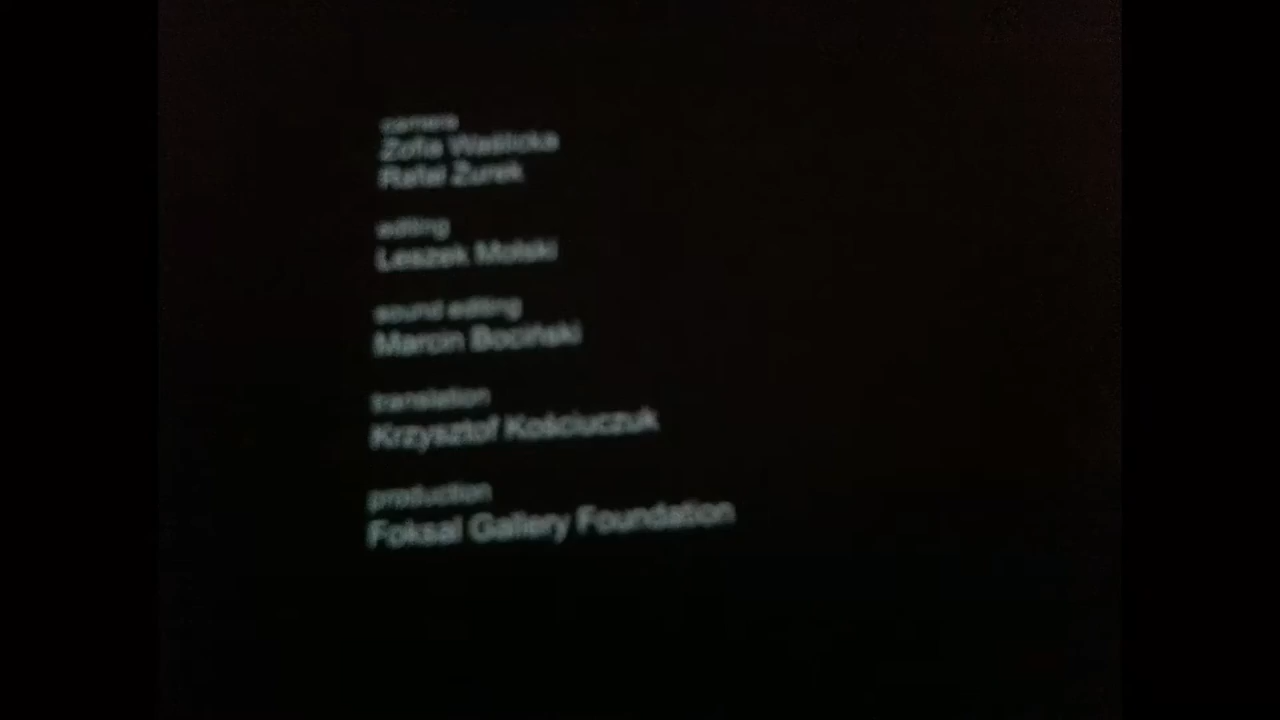 camera
Zofia Waślicka
Rafał Żurek
editing
Leszek Molski
sound editing
Marcin Bociński
translation
Krzysztof Kościuczuk
production
Foksal Gallery Foundation